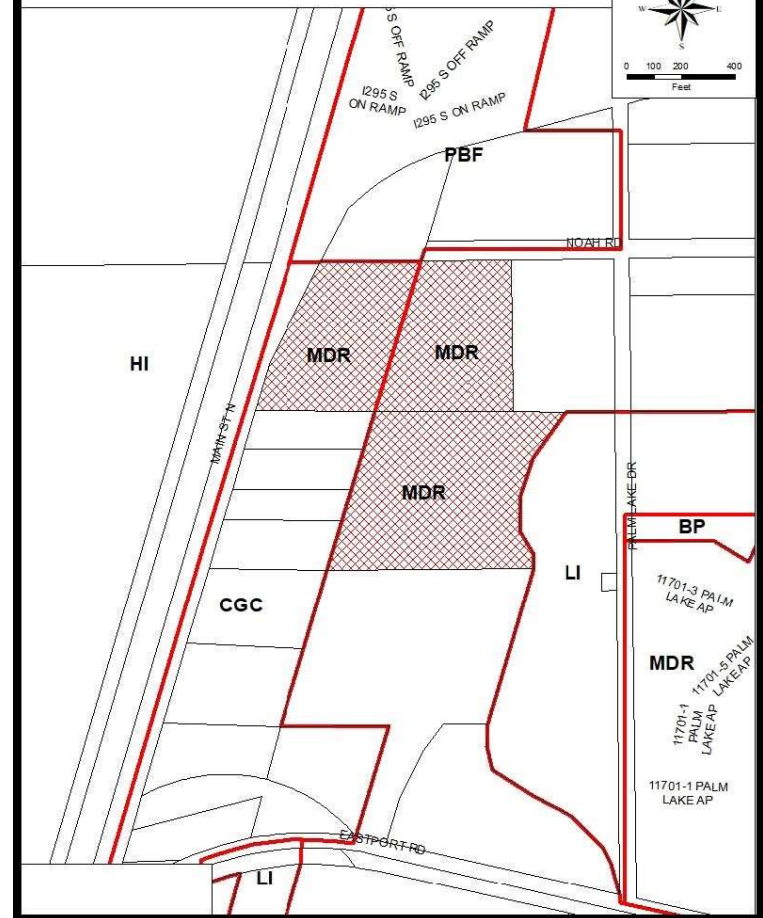 W
E
S
0 100 200 400
Feet
S OFF RAMP
I295 S OFF RAMP
I295 S
ON RAMP
I295 S ON RAMP
PBF
NOAH RD
MDR
MDR
HI
MAIN ST N
MDR
PALM LAKE DR
BP
LI
11701-3 PALM
LAKE AP
CGC
MDR
11701-5 PALM
LAKE AP
11701-1
PALM
LAKE AP
11701-1 PALM
LAKE AP
EASTPORT RD
LI